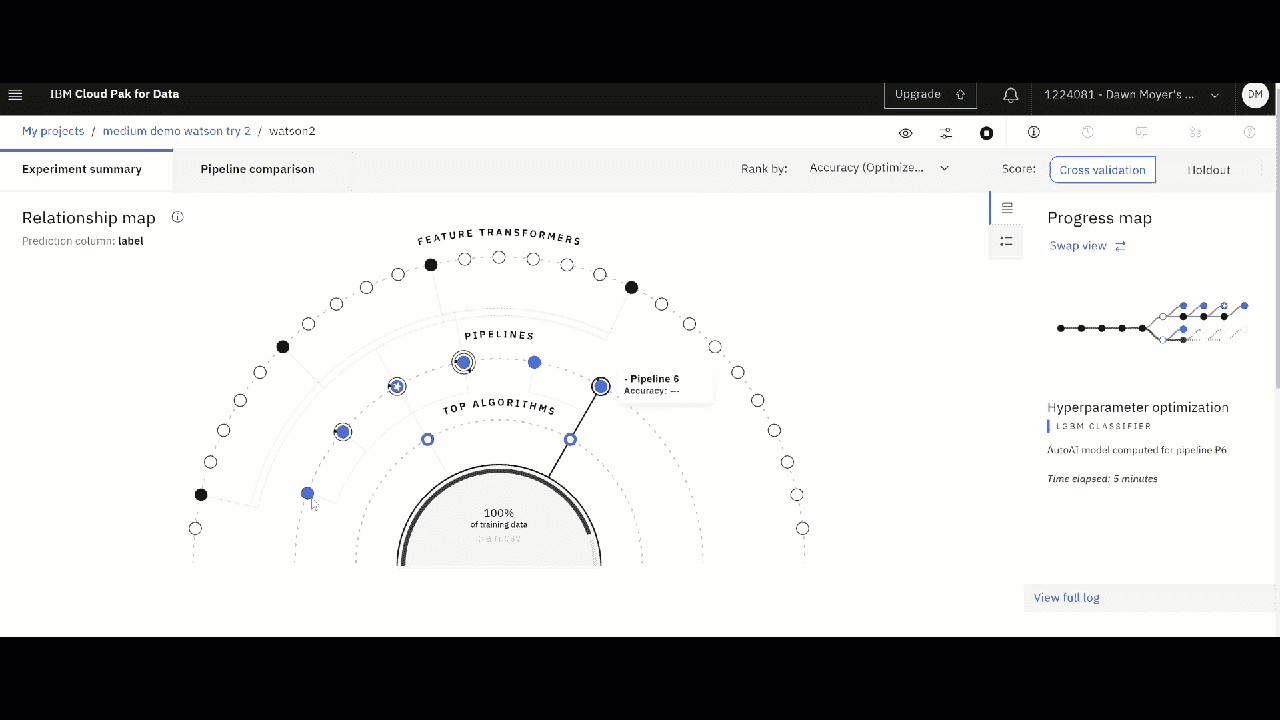 IBM Cloud Pak for Data
Upgrade
1224081 - Dawn Moyer's ...
DM
My projects / medium demo watson try 2 / watson2
Experiment summary
Pipeline comparison
Rank by:
Accuracy (Optimize...
Score:
Cross validation
Holdout
Relationship map
Prediction column: label
FEATURE TRANSFORMERS
PIPELINES
- Pipeline 6
Accuracy: ---
TOP ALGORITHMS
100%
of training data
Progress map
Swap view
Hyperparameter optimization
LGBM CLASSIFIER
AutoAI model computed for pipeline P6
Time elapsed: 5 minutes
View full log